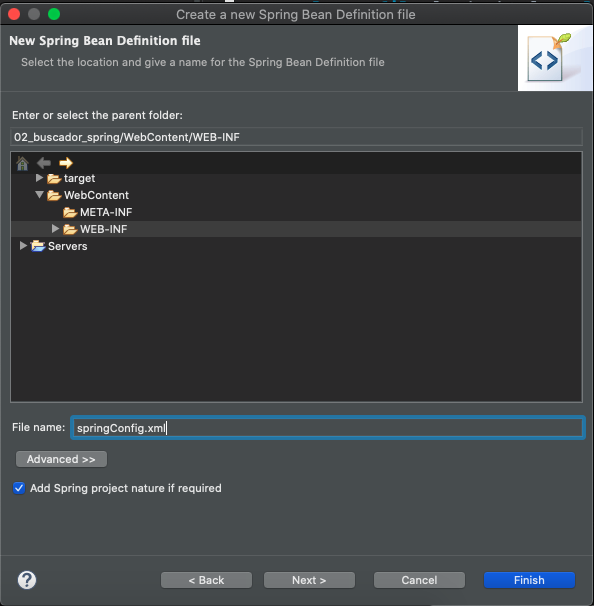 Create a new Spring Bean Definition file
New Spring Bean Definition file
Select the location and give a name for the Spring Bean Definition file
Enter or select the parent folder:
02_buscador_spring/WebContent/WEB-INF
target
WebContent
META-INF
WEB-INF
Servers
File name: springConfig.xml
Advanced >>
Add Spring project nature if required
? < Back Next > Cancel Finish